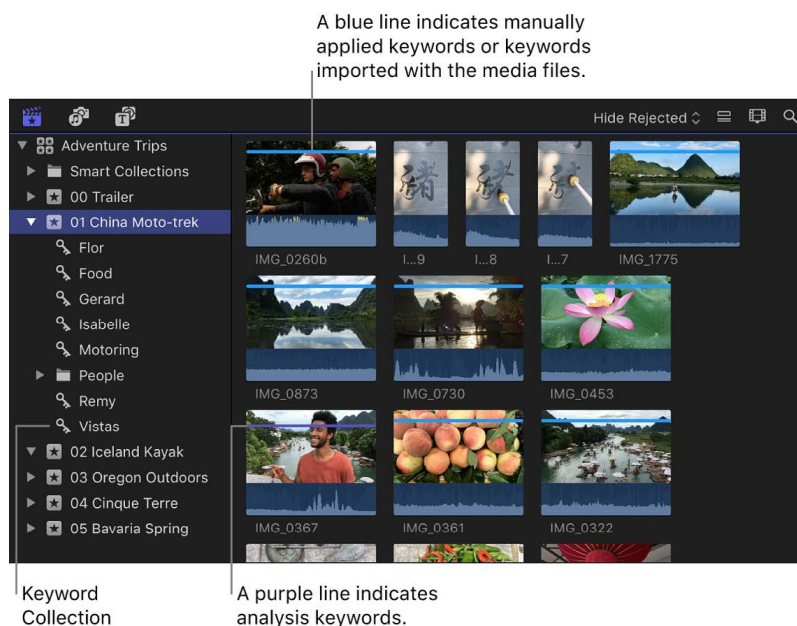 A blue line indicates manually
applied keywords or keywords
imported with the media files.
Hide Rejected
Adventure Trips
Smart Collections
00 Trailer
01 China Moto-trek
Flor
Food
Gerard
Isabelle
Motoring
People
Remy
Vistas
02 Iceland Kayak
03 Oregon Outdoors
04 Cinque Terre
05 Bavaria Spring
IMG_0260b
I...9
I...8
I...7
IMG_1775
IMG_0873
IMG_0730
IMG_0453
IMG_0367
IMG_0361
IMG_0322
Keyword
Collection
A purple line indicates
analysis keywords.